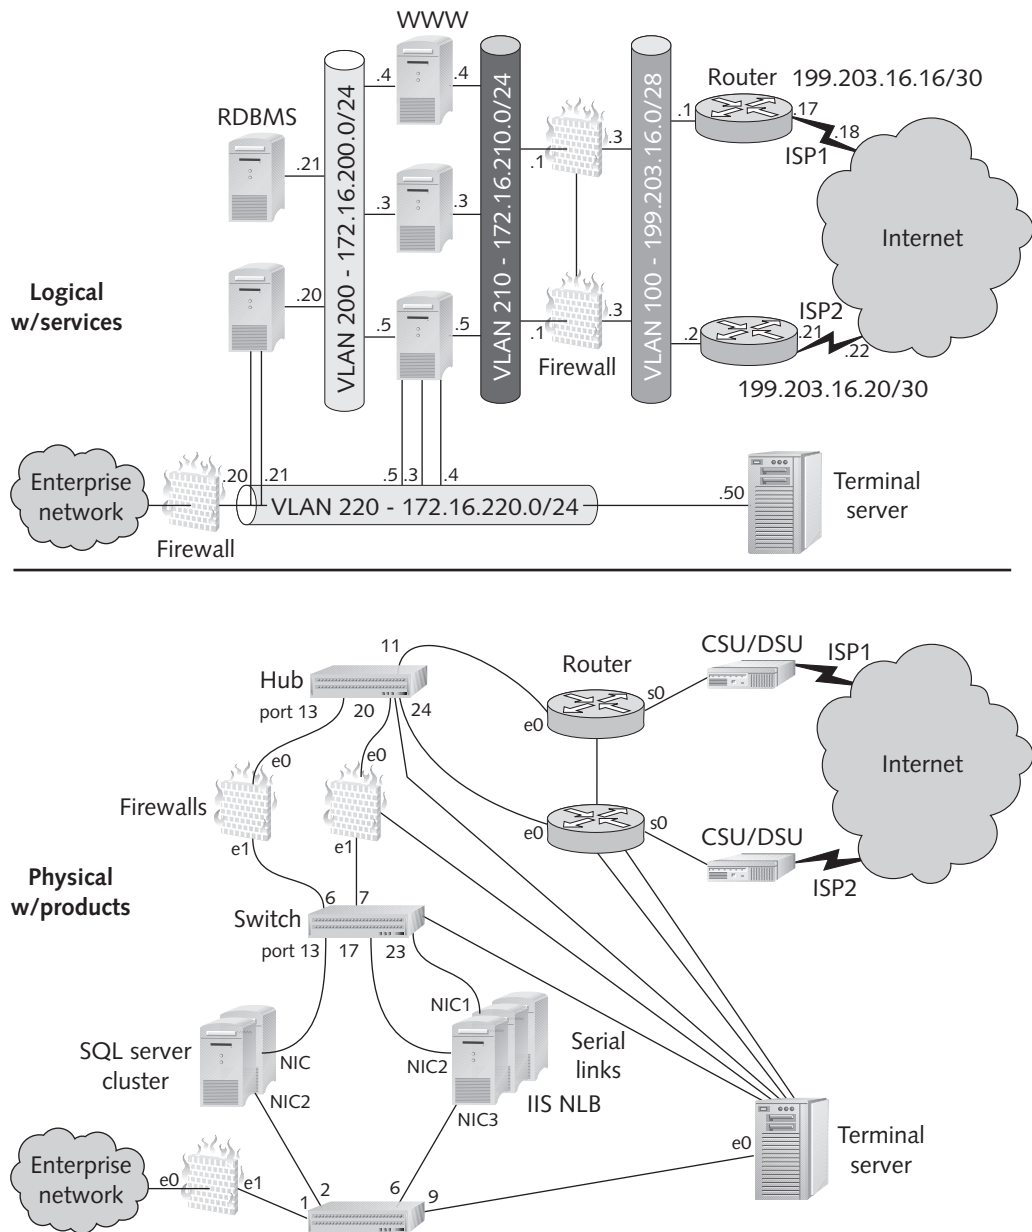 WWW
.4
.4
Router
199.203.16.16/30
RDBMS
.21
.1
.17
.18
ISP1
.3
.1
VLAN 200 - 172.16.200.0/24
VLAN 210 - 172.16.210.0/24
VLAN 100 - 199.203.16.0/28
.3
.3
Internet
Logical
w/services
.20
.5
.5
.1
.3
Firewall
.2
ISP2
.21
.22
199.203.16.20/30
Enterprise
network
.20
.21
.5
.3
.4
VLAN 220 - 172.16.220.0/24
.50
Terminal
server
Firewall
11
CSU/DSU
ISP1
Hub
Router
port 13
20
24
e0
s0
e0
e0
Internet
Firewalls
e1
e1
e0
s0
CSU/DSU
ISP2
Physical
w/products
6
7
Switch
port 13
17
23
NIC1
SQL server
cluster
NIC
NIC2
Serial
links
NIC2
IIS NLB
NIC3
Enterprise
network
e0
e1
1
2
6
9
e0
Terminal
server